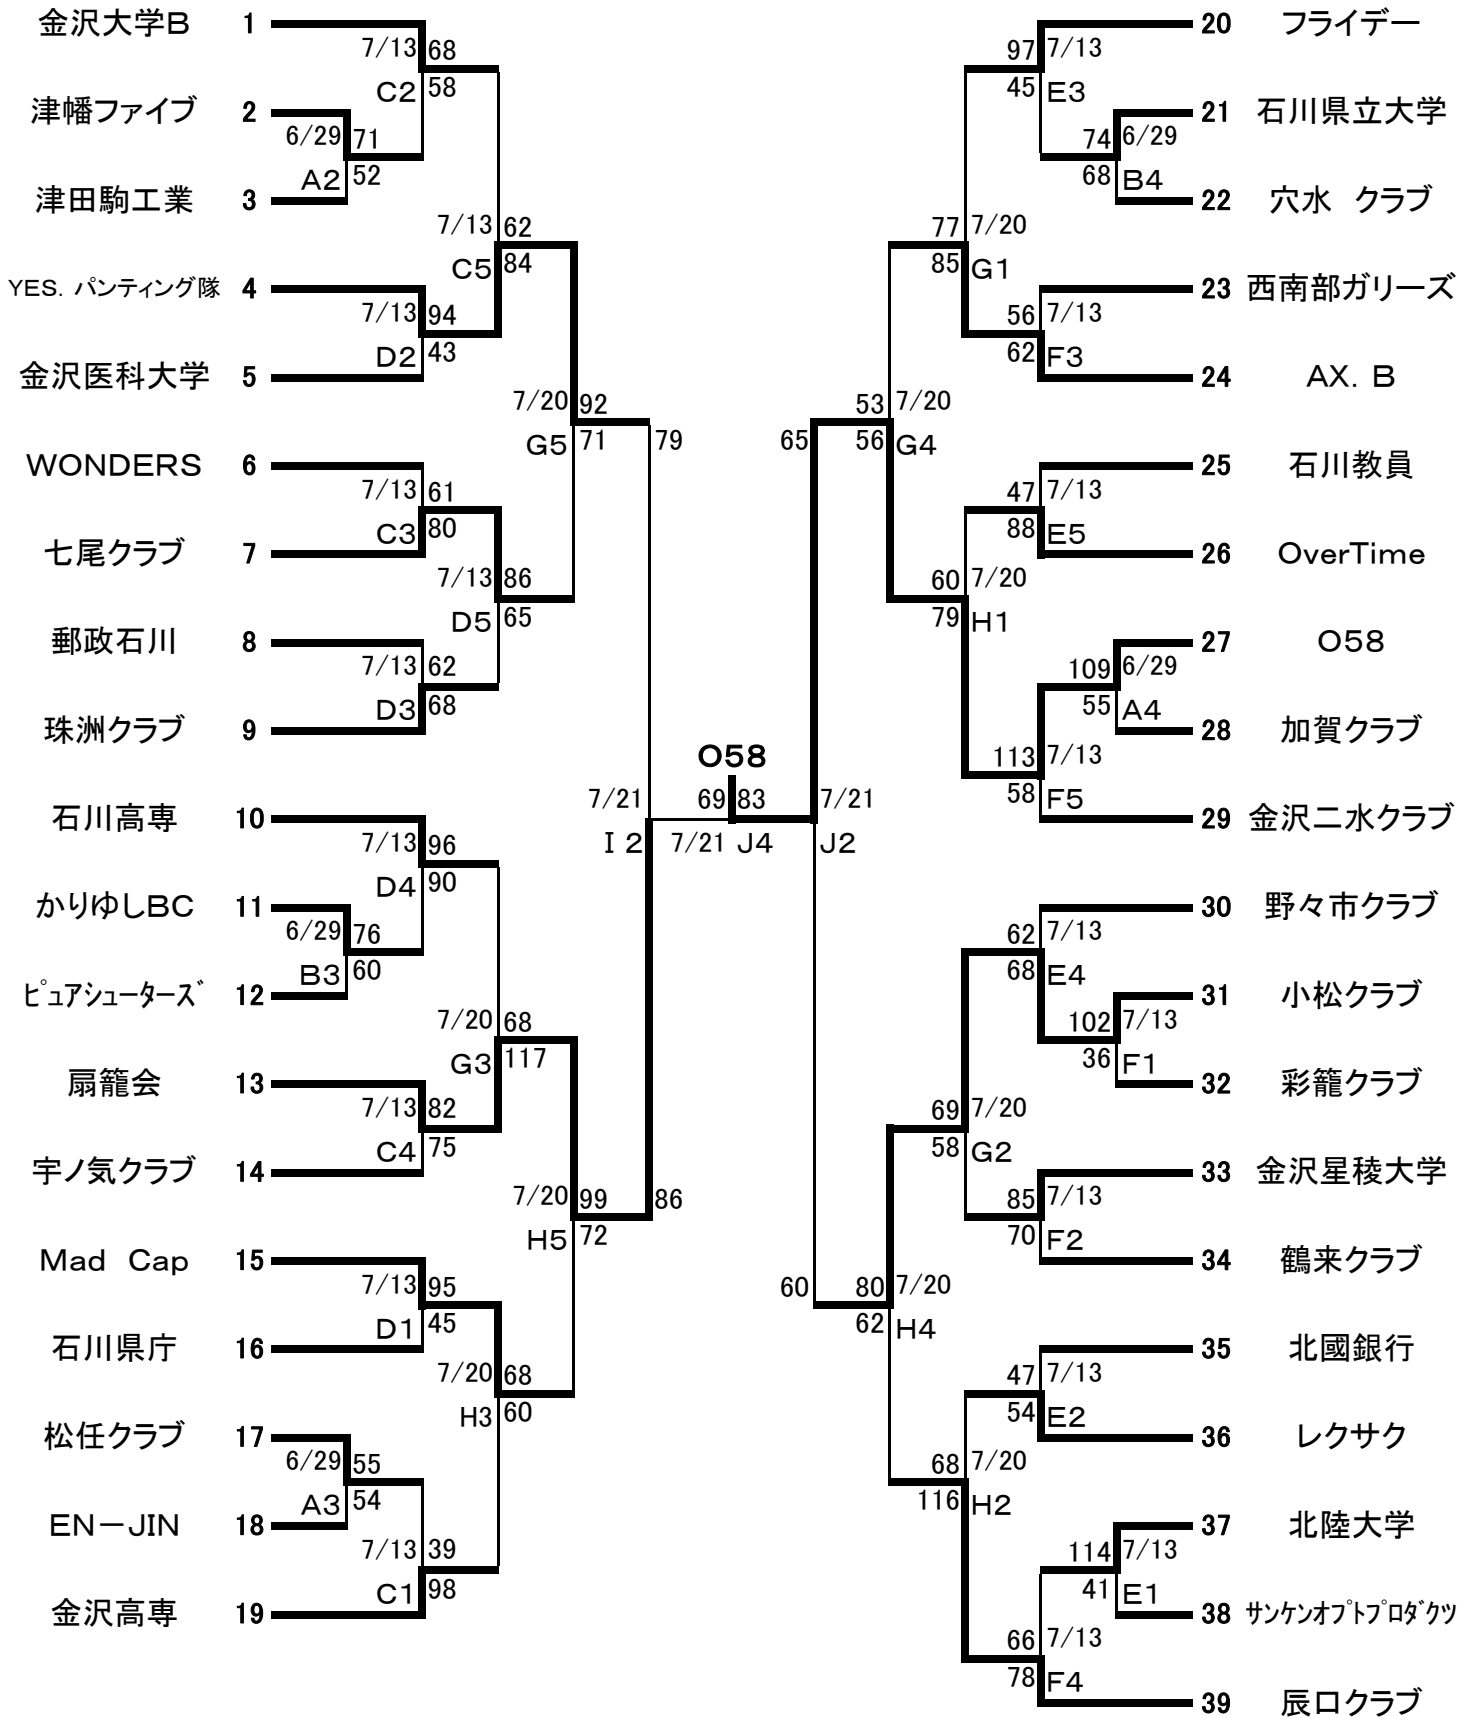 金沢大学B 1
7/13 68
C2 58
津幡ファイブ 2
6/29 71
A2 52
津田駒工業 3
7/13 62
C5 84
YES. パンティング隊 4
7/13 94
D2 43
金沢医科大学 5
7/20 92
G5 71
79
WONDERS 6
7/13 61
C3 80
七尾クラブ 7
7/13 86
D5 65
郵政石川 8
7/13 62
D3 68
珠洲クラブ 9
石川高専 10
7/13 96
D4 90
かりゆしBC 11
6/29 76
B3 60
ピュアシューターズ 12
7/20 68
G3 117
扇籠会 13
7/13 82
C4 75
宇ノ気クラブ 14
7/20 99
H5 72
86
Mad Cap 15
7/13 95
D1 45
石川県庁 16
7/20 68
H3 60
松任クラブ 17
6/29 55
A3 54
EN－JIN 18
7/13 39
C1 98
金沢高専 19
O58
7/21 69 83 7/21
I 2 7/21 J4 J2
20 フライデー
97 7/13
45 E3
21 石川県立大学
74 6/29
68 B4
22 穴水 クラブ
77 7/20
85 G1
23 西南部ガリーズ
56 7/13
62 F3
24 AX. B
53 7/20
65
56 G4
25 石川教員
47 7/13
88 E5
26 OverTime
60 7/20
79 H1
27 O58
109 6/29
55 A4
28 加賀クラブ
113 7/13
58 F5
29 金沢二水クラブ
30 野々市クラブ
62 7/13
68 E4
31 小松クラブ
102 7/13
36 F1
32 彩籠クラブ
69 7/20
58 G2
33 金沢星稜大学
85 7/13
70 F2
34 鶴来クラブ
60 80 7/20
62 H4
35 北國銀行
47 7/13
54 E2
36 レクサク
68 7/20
116 H2
37 北陸大学
114 7/13
41 E1
38 サンケンオプトプロダクツ
66 7/13
78 F4
39 辰口クラブ